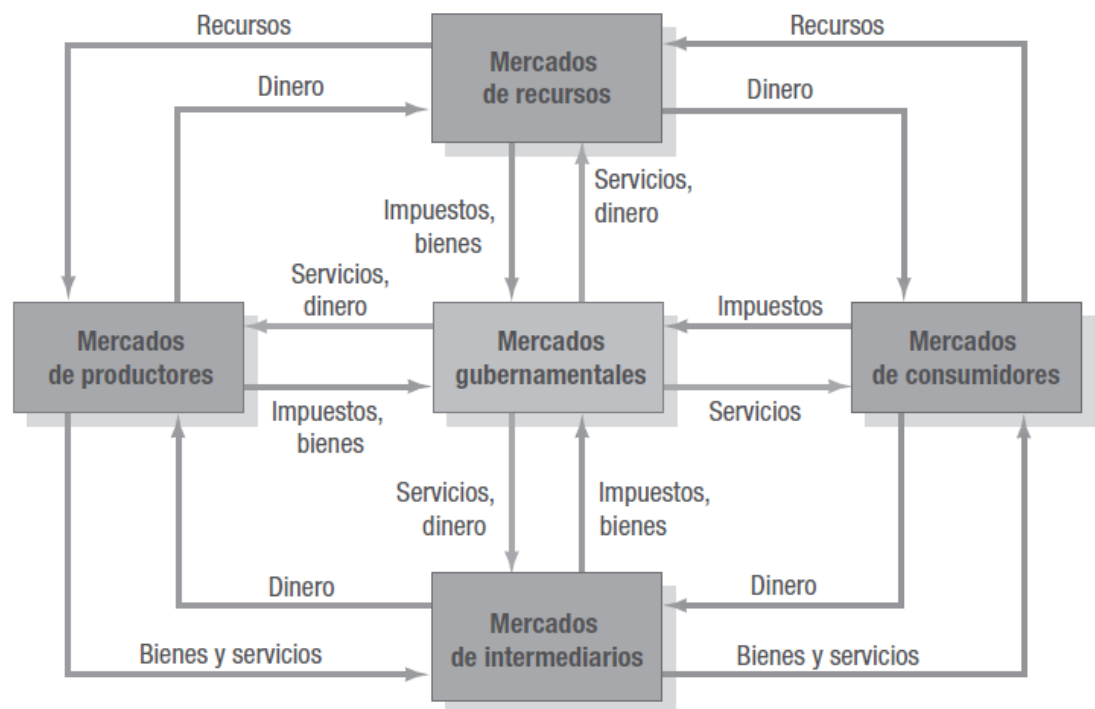 Recursos
Recursos
Mercados
de recursos
Dinero
Dinero
Impuestos,
bienes
Servicios,
dinero
Servicios,
dinero
Impuestos
Mercados
de productores
Mercados
gubernamentales
Mercados
de consumidores
Impuestos,
bienes
Servicios
Servicios,
dinero
Impuestos,
bienes
Dinero
Dinero
Mercados
de intermediarios
Bienes y servicios
Bienes y servicios